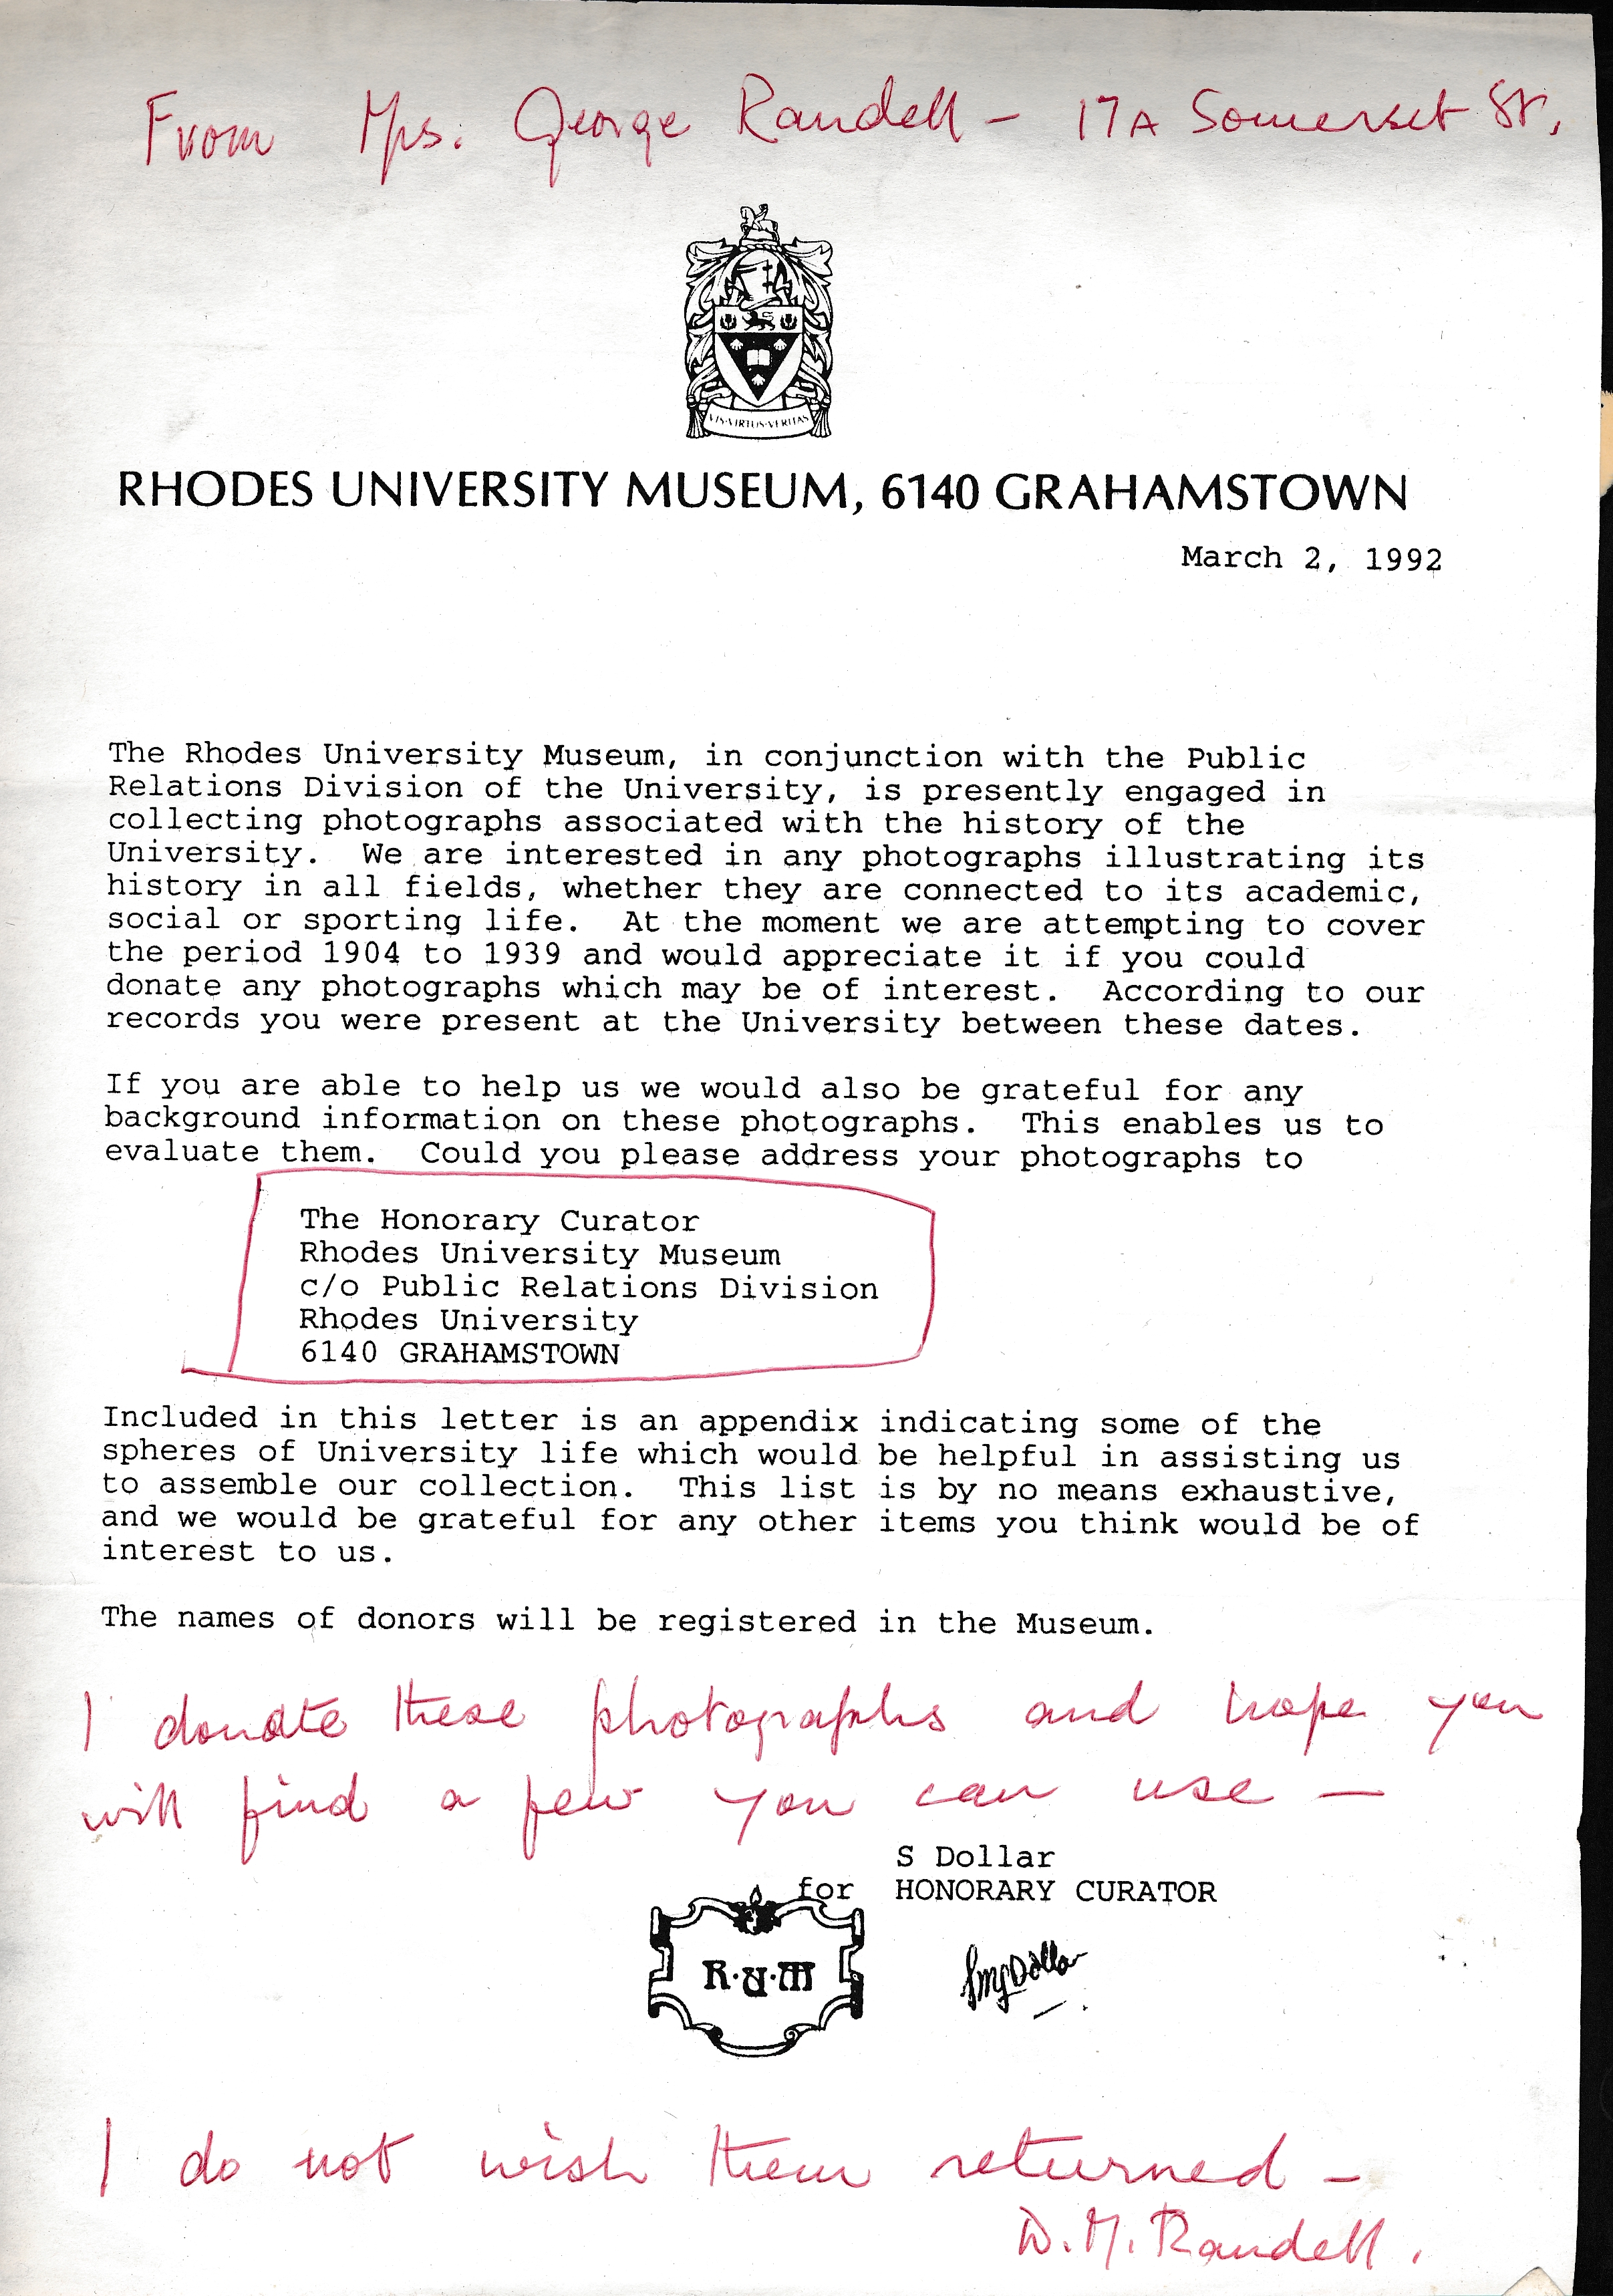 From Mrs. George Randell - 17A Somerset St,
VIS·VIRTUS·VERITAS
RHODES UNIVERSITY MUSEUM, 6140 GRAHAMSTOWN
March 2, 1992
The Rhodes University Museum, in conjunction with the Public
Relations Division of the University, is presently engaged in
collecting photographs associated with the history of the
University. We are interested in any photographs illustrating its
history in all fields, whether they are connected to its academic,
social or sporting life. At the moment we are attempting to cover
the period 1904 to 1939 and would appreciate it if you could
donate any photographs which may be of interest. According to our
records you were present at the University between these dates.
If you are able to help us we would also be grateful for any
background information on these photographs. This enables us to
evaluate them. Could you please address your photographs to
The Honorary Curator
Rhodes University Museum
c/o Public Relations Division
Rhodes University
6140 GRAHAMSTOWN
Included in this letter is an appendix indicating some of the
spheres of University life which would be helpful in assisting us
to assemble our collection. This list is by no means exhaustive,
and we would be grateful for any other items you think would be of
interest to us.
The names of donors will be registered in the Museum.
I donate these photographs and hope you
will find a few you can use —
S Dollar
for HONORARY CURATOR
R·U·M
SMJDollar
I do not wish them returned —
D.M. Randell.